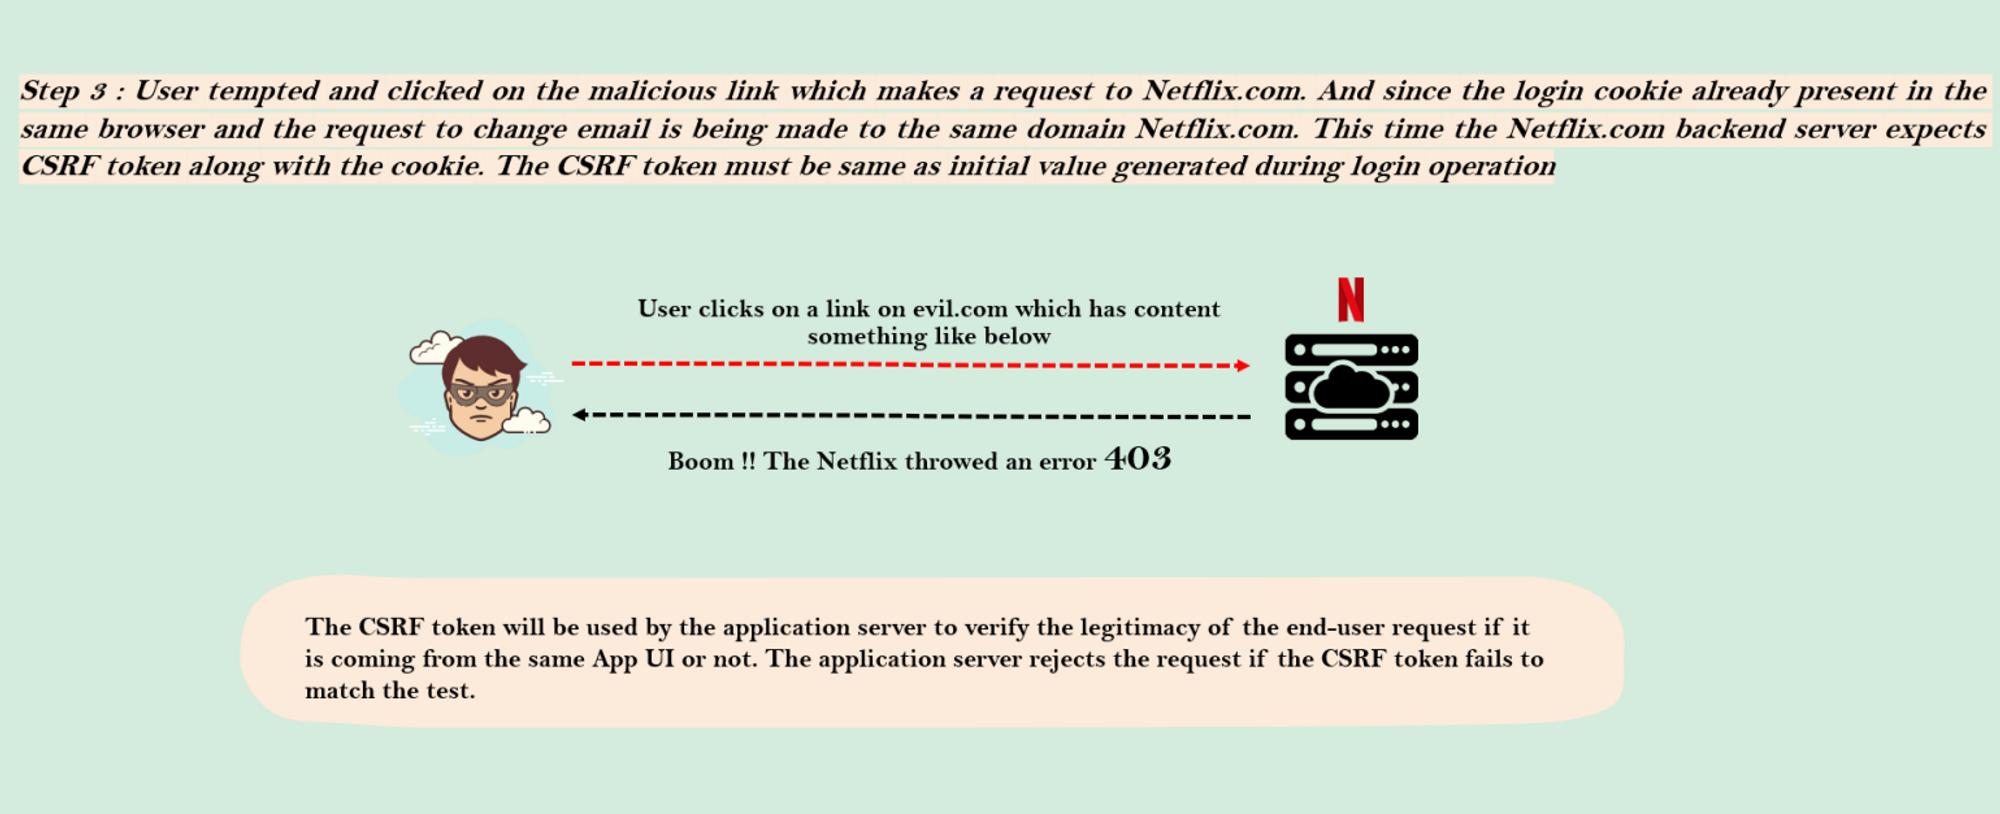 Step 3 : User tempted and clicked on the malicious link which makes a request to Netflix.com. And since the login cookie already present in the
same browser and the request to change email is being made to the same domain Netflix.com. This time the Netflix.com backend server expects
CSRF token along with the cookie. The CSRF token must be same as initial value generated during login operation
N
User clicks on a link on evil.com which has content
something like below
Boom !! The Netflix throwed an error 403
The CSRF token will be used by the application server to verify the legitimacy of the end-user request if it
is coming from the same App UI or not. The application server rejects the request if the CSRF token fails to
match the test.